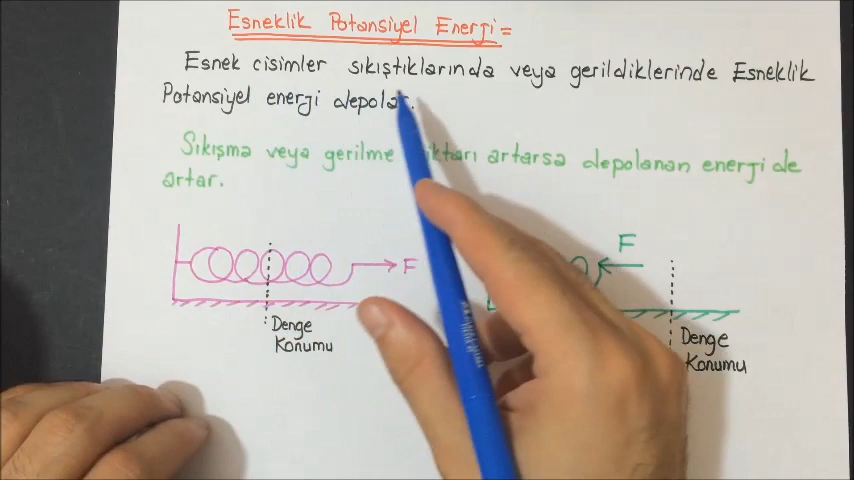 Esneklik Potansiyel Enerji=
Esnek cisimler sıkıştıklarında veya gerildiklerinde Esneklik
Potansiyel enerji depolar.
Sıkışma veya gerilme artarsa depolanan enerji de
artar.
F
F
Denge
Konumu
Denge
Konumu